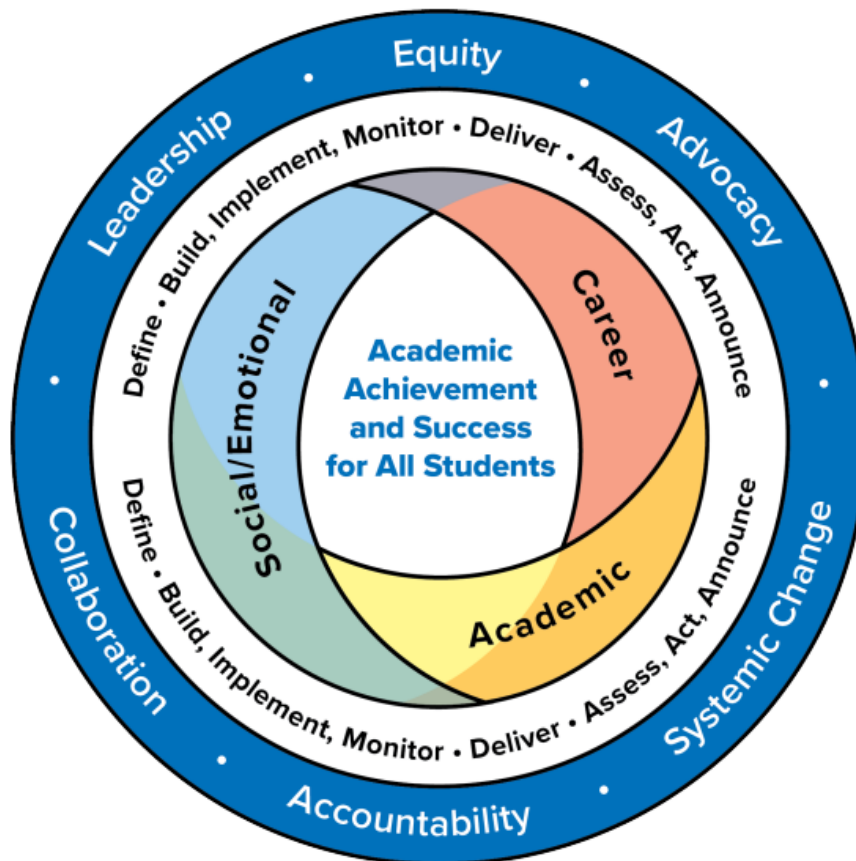 Equity
Advocacy
Systemic Change
Accountability
Collaboration
Leadership
Define • Build, Implement, Monitor • Deliver • Assess, Act, Announce
Define • Build, Implement, Monitor • Deliver • Assess, Act, Announce
Social/Emotional
Career
Academic
Academic
Achievement
and Success
for All Students